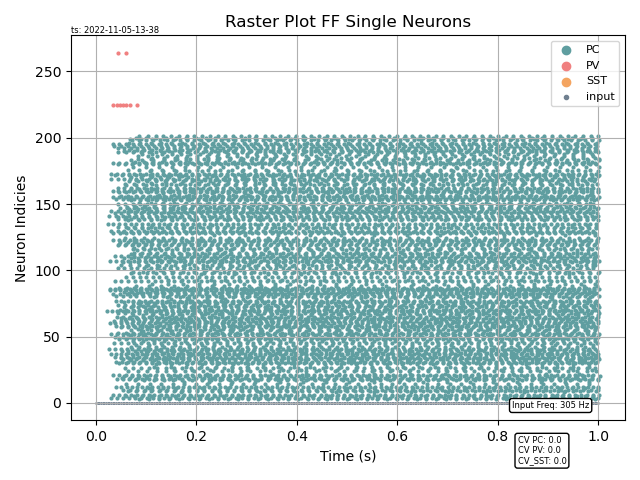 Raster Plot FF Single Neurons
ts: 2022-11-05-13-38
PC
PV
SST
input
250
200
150
100
50
0
Neuron Indicies
Input Freq: 305 Hz
0.0 0.2 0.4 0.6 0.8 1.0
Time (s)
CV PC: 0.0
CV PV: 0.0
CV_SST: 0.0